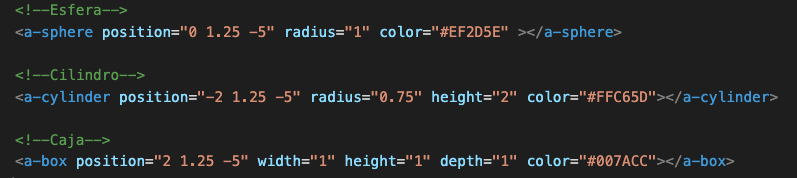 <!--Esfera-->
<a-sphere position="0 1.25 -5" radius="1" color="#EF2D5E" ></a-sphere>
<!--Cilindro-->
<a-cylinder position="-2 1.25 -5" radius="0.75" height="2" color="#FFC65D"></a-cylinder>
<!--Caja-->
<a-box position="2 1.25 -5" width="1" height="1" depth="1" color="#007ACC"></a-box>